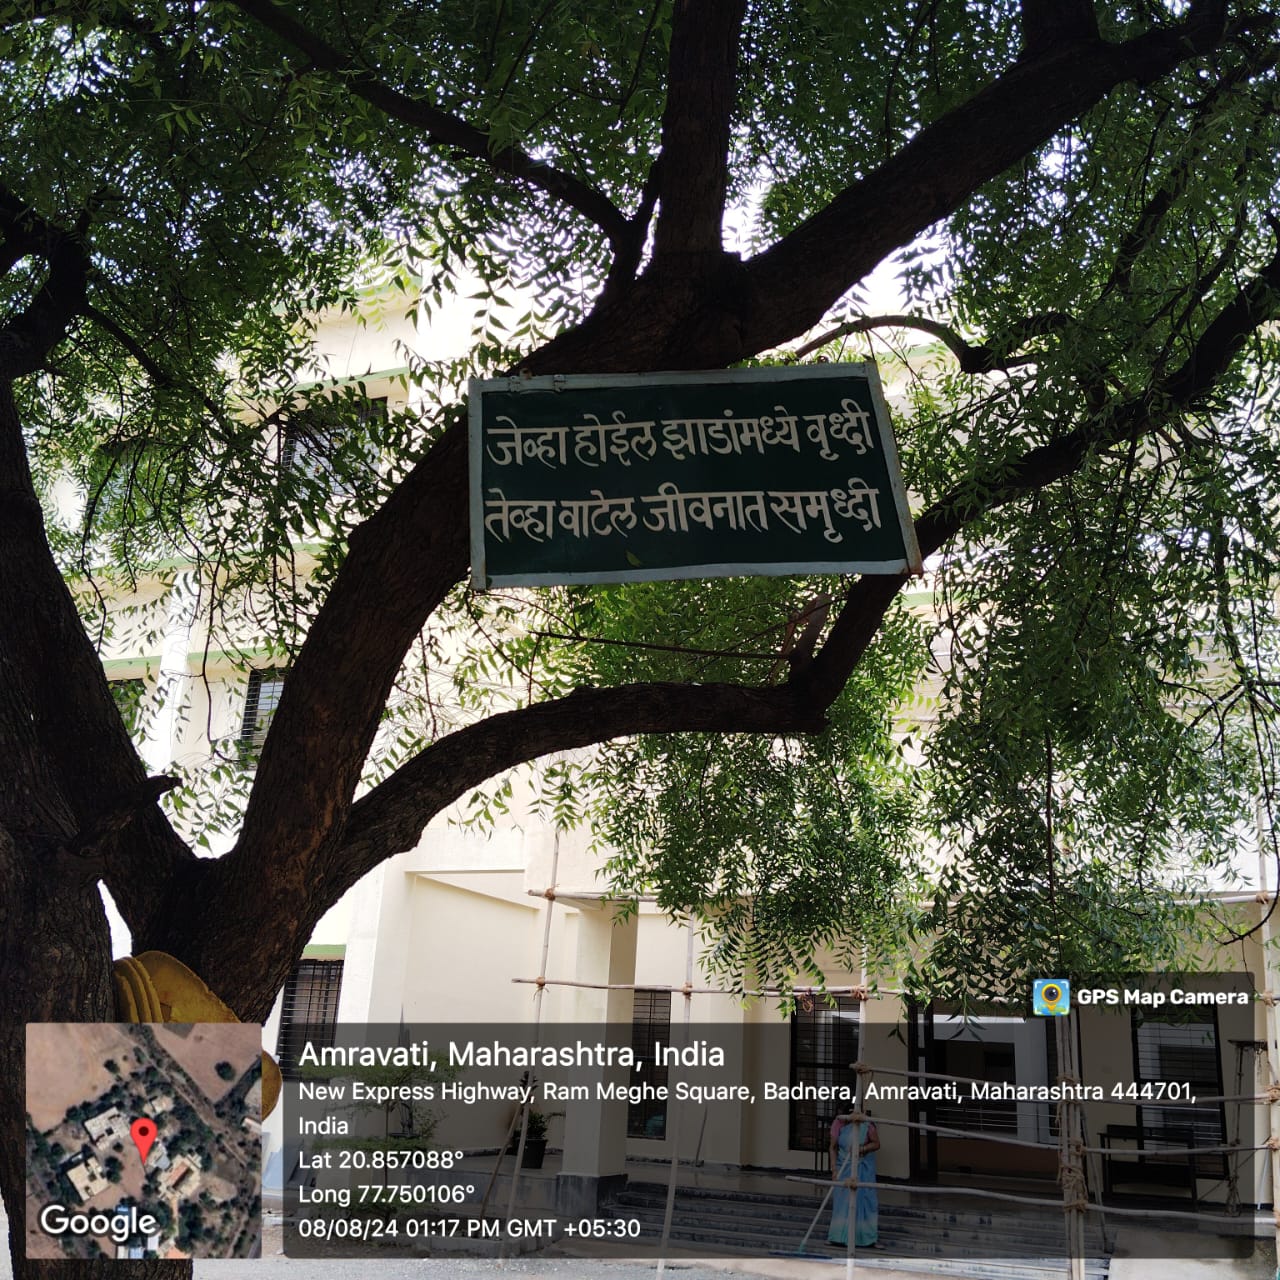 जेव्हा होईल झाडांमध्ये वृध्दी
तेव्हा वाटेल जीवनात समृध्दी
GPS Map Camera
Amravati, Maharashtra, India
New Express Highway, Ram Meghe Square, Badnera, Amravati, Maharashtra 444701,
India
Lat 20.857088°
Long 77.750106°
08/08/24 01:17 PM GMT +05:30
Google